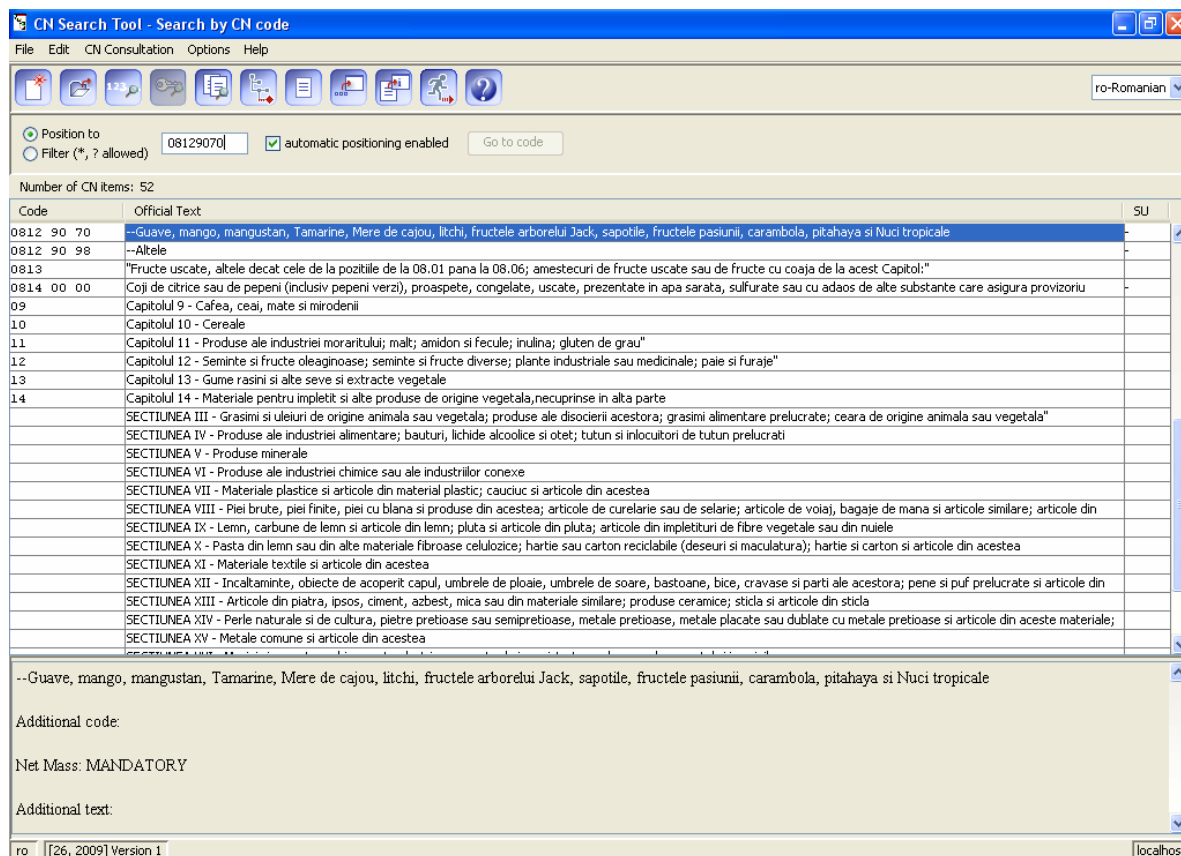 CN Search Tool - Search by CN code
File Edit CN Consultation Options Help
123
ro-Romanian
Position to
Filter (*, ? allowed)
08129070
automatic positioning enabled
Go to code
Number of CN items: 52
Code Official Text SU
0812 90 70 --Guave, mango, mangustan, Tamarine, Mere de cajou, litchi, fructele arborelui Jack, sapotile, fructele pasiunii, carambola, pitahaya si Nuci tropicale -
0812 90 98 --Altele -
0813 "Fructe uscate, altele decat cele de la pozitiile de la 08.01 pana la 08.06; amestecuri de fructe uscate sau de fructe cu coaja de la acest Capitol:"
0814 00 00 Coji de citrice sau de pepeni (inclusiv pepeni verzi), proaspete, congelate, uscate, prezentate in apa sarata, sulfurate sau cu adaos de alte substante care asigura provizoriu -
09 Capitolul 9 - Cafea, ceai, mate si mirodenii
10 Capitolul 10 - Cereale
11 Capitolul 11 - Produse ale industriei moraritului; malt; amidon si fecule; inulina; gluten de grau"
12 Capitolul 12 - Seminte si fructe oleaginoase; seminte si fructe diverse; plante industriale sau medicinale; paie si furaje"
13 Capitolul 13 - Gume rasini si alte seve si extracte vegetale
14 Capitolul 14 - Materiale pentru impletit si alte produse de origine vegetala,necuprinse in alta parte
SECTIUNEA III - Grasimi si uleiuri de origine animala sau vegetala; produse ale disocierii acestora; grasimi alimentare prelucrate; ceara de origine animala sau vegetala"
SECTIUNEA IV - Produse ale industriei alimentare; bauturi, lichide alcoolice si otet; tutun si inlocuitori de tutun prelucrati
SECTIUNEA V - Produse minerale
SECTIUNEA VI - Produse ale industriei chimice sau ale industriilor conexe
SECTIUNEA VII - Materiale plastice si articole din material plastic; cauciuc si articole din acestea
SECTIUNEA VIII - Piei brute, piei finite, piei cu blana si produse din acestea; articole de curelarie sau de selarie; articole de voiaj, bagaje de mana si articole similare; articole din
SECTIUNEA IX - Lemn, carbune de lemn si articole din lemn; pluta si articole din pluta; articole din impletituri de fibre vegetale sau din nuiele
SECTIUNEA X - Pasta din lemn sau din alte materiale fibroase celulozice; hartie sau carton reciclabile (deseuri si maculatura); hartie si carton si articole din acestea
SECTIUNEA XI - Materiale textile si articole din acestea
SECTIUNEA XII - Incaltaminte, obiecte de acoperit capul, umbrele de ploaie, umbrele de soare, bastoane, bice, cravase si parti ale acestora; pene si puf prelucrate si articole din
SECTIUNEA XIII - Articole din piatra, ipsos, ciment, azbest, mica sau din materiale similare; produse ceramice; sticla si articole din sticla
SECTIUNEA XIV - Perle naturale si de cultura, pietre pretioase sau semipretioase, metale pretioase, metale placate sau dublate cu metale pretioase si articole din aceste materiale;
SECTIUNEA XV - Metale comune si articole din acestea
--Guave, mango, mangustan, Tamarine, Mere de cajou, litchi, fructele arborelui Jack, sapotile, fructele pasiunii, carambola, pitahaya si Nuci tropicale
Additional code:
Net Mass: MANDATORY
Additional text:
ro [26, 2009] Version 1 localhos